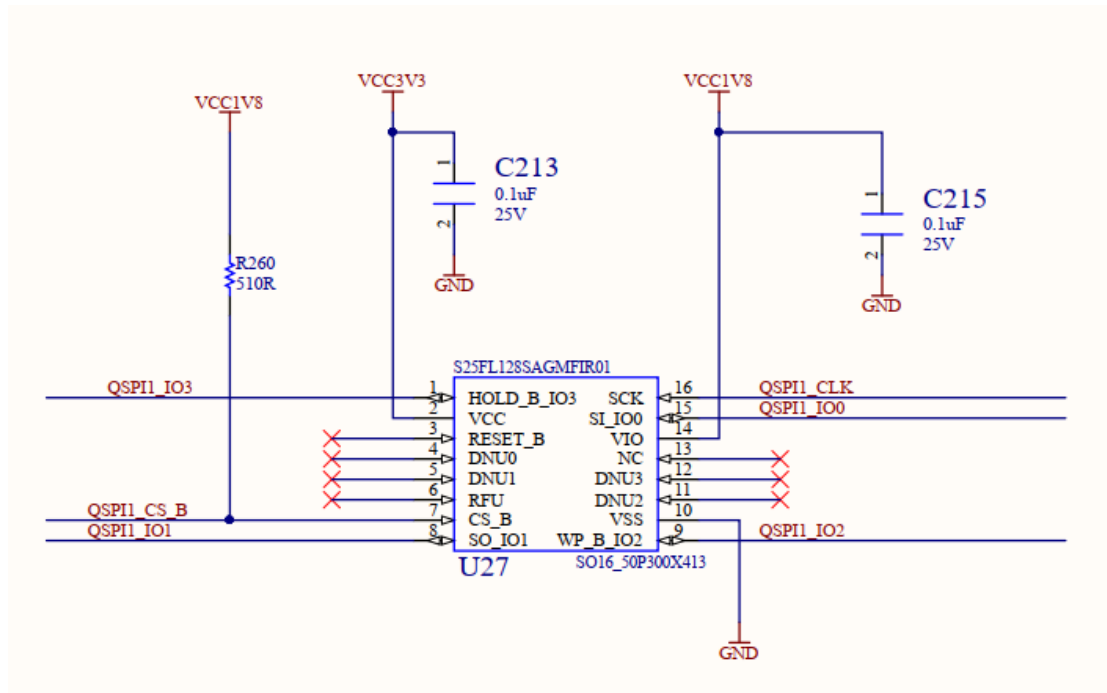 VCC3V3
VCC1V8
VCC1V8
1
C213
0.1uF
25V
2
GND
1
C215
0.1uF
25V
2
GND
R260
510R
S25FL128SAGMFIR01
QSPI1_IO3
1
HOLD_B_IO3
SCK
16
QSPI1_CLK
2
VCC
SI_IO0
15
QSPI1_IO0
3
RESET_B
VIO
14
4
DNU0
NC
13
5
DNU1
DNU3
12
6
RFU
DNU2
11
QSPI1_CS_B
7
CS_B
VSS
10
QSPI1_IO1
8
SO_IO1
WP_B_IO2
9
QSPI1_IO2
U27
SO16_50P300X413
GND